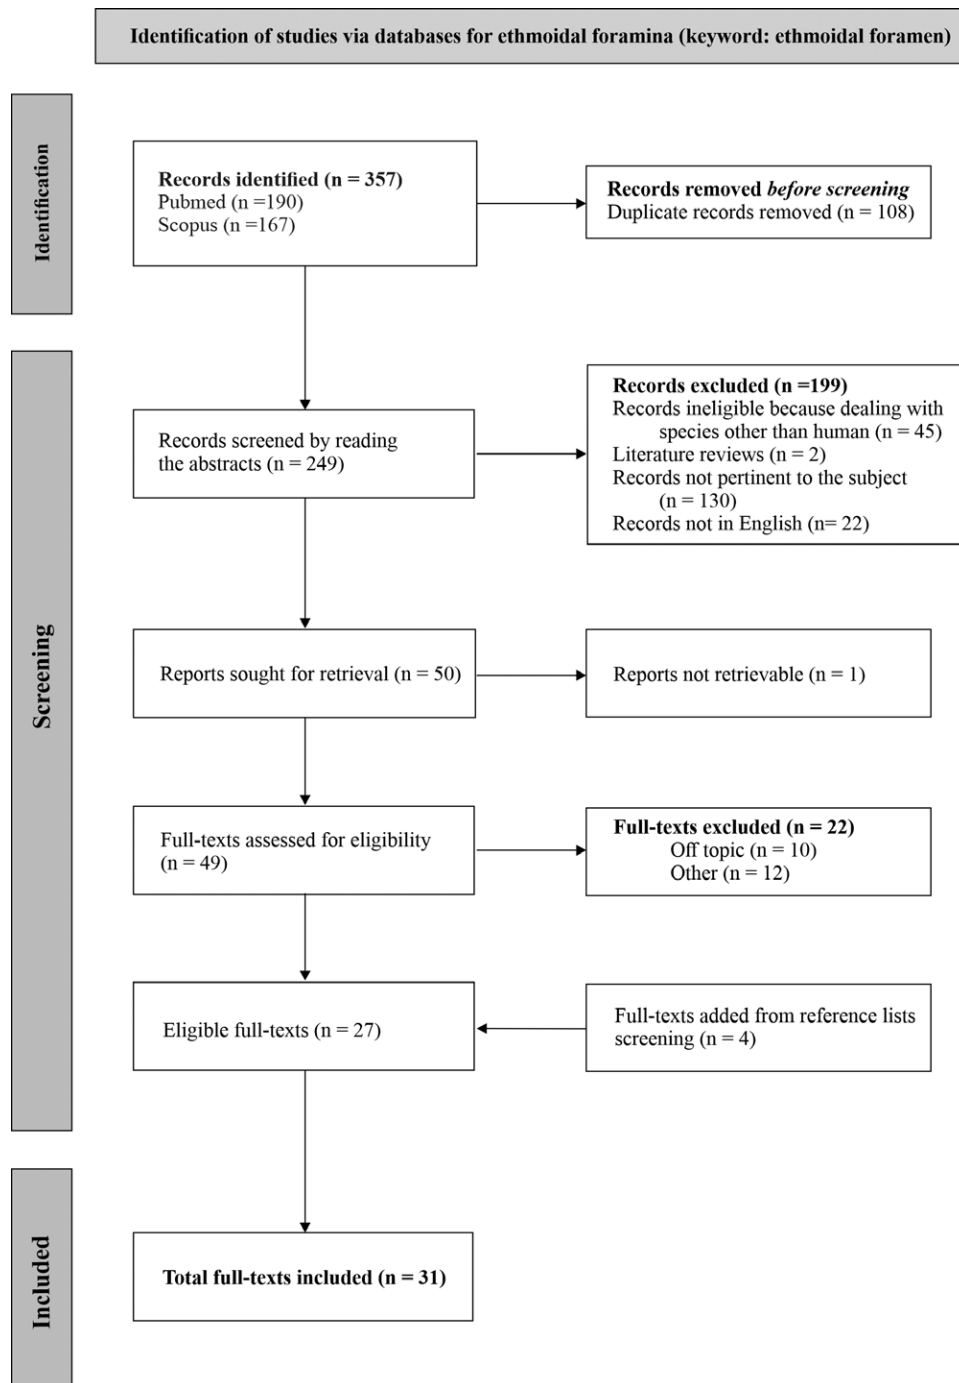 Identification of studies via databases for ethmoidal foramina (keyword: ethmoidal foramen)
Identification
Records identified (n = 357)
Pubmed (n =190)
Scopus (n =167)
Records removed before screening
Duplicate records removed (n = 108)
Screening
Records screened by reading
the abstracts (n = 249)
Records excluded (n =199)
Records ineligible because dealing with
species other than human (n = 45)
Literature reviews (n = 2)
Records not pertinent to the subject
(n = 130)
Records not in English (n= 22)
Reports sought for retrieval (n = 50)
Reports not retrievable (n = 1)
Full-texts assessed for eligibility
(n = 49)
Full-texts excluded (n = 22)
Off topic (n = 10)
Other (n = 12)
Eligible full-texts (n = 27)
Full-texts added from reference lists
screening (n = 4)
Included
Total full-texts included (n = 31)